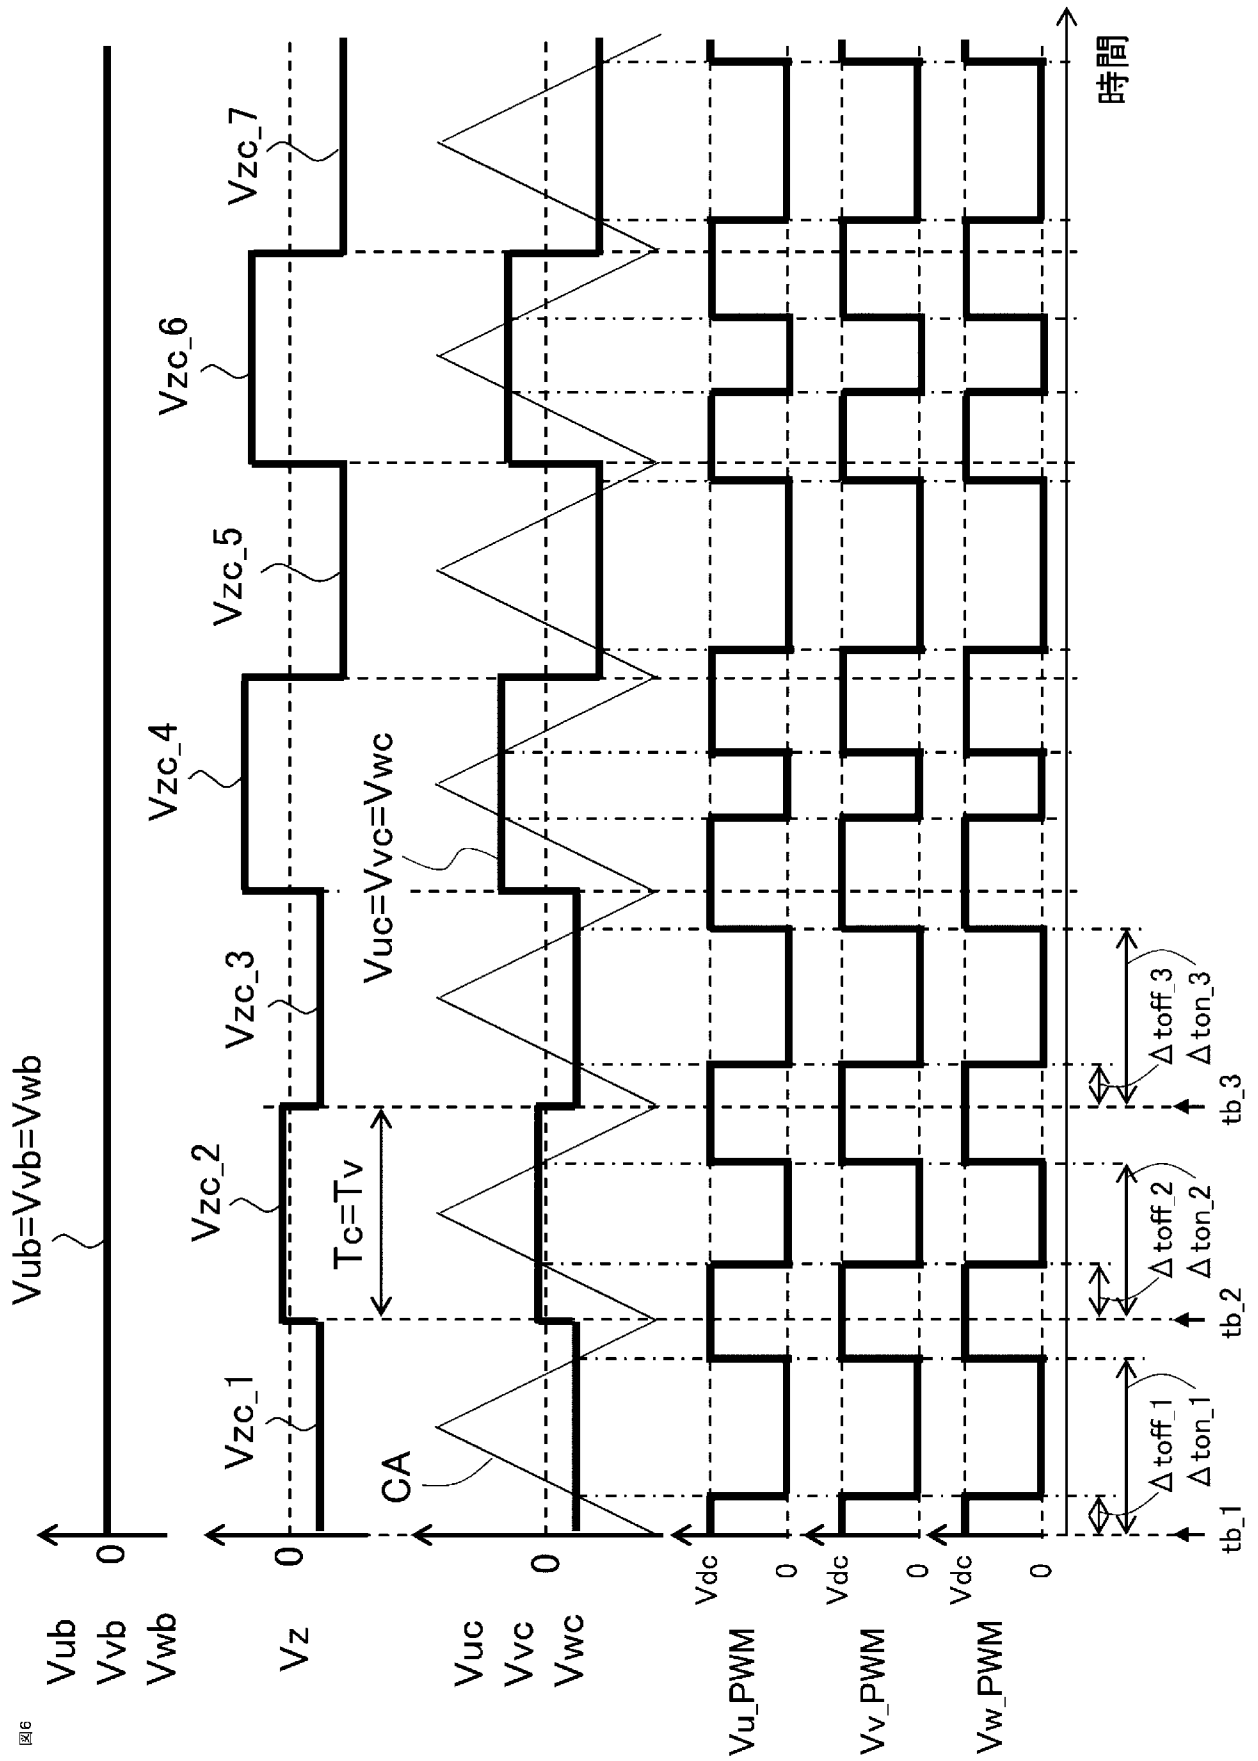 図6
Vub
Vvb
Vwb
0
Vub=Vvb=Vwb
Vz
0
Vzc_1
Vzc_2
Vzc_3
Vzc_4
Vzc_5
Vzc_6
Vzc_7
Tc=Tv
Vuc
Vvc
Vwc
0
CA
Vuc=Vvc=Vwc
Vu_PWM
Vdc
0
Vv_PWM
Vdc
0
Vw_PWM
Vdc
0
時間
Δtoff_1
Δton_1
Δtoff_2
Δton_2
Δtoff_3
Δton_3
tb_1
tb_2
tb_3